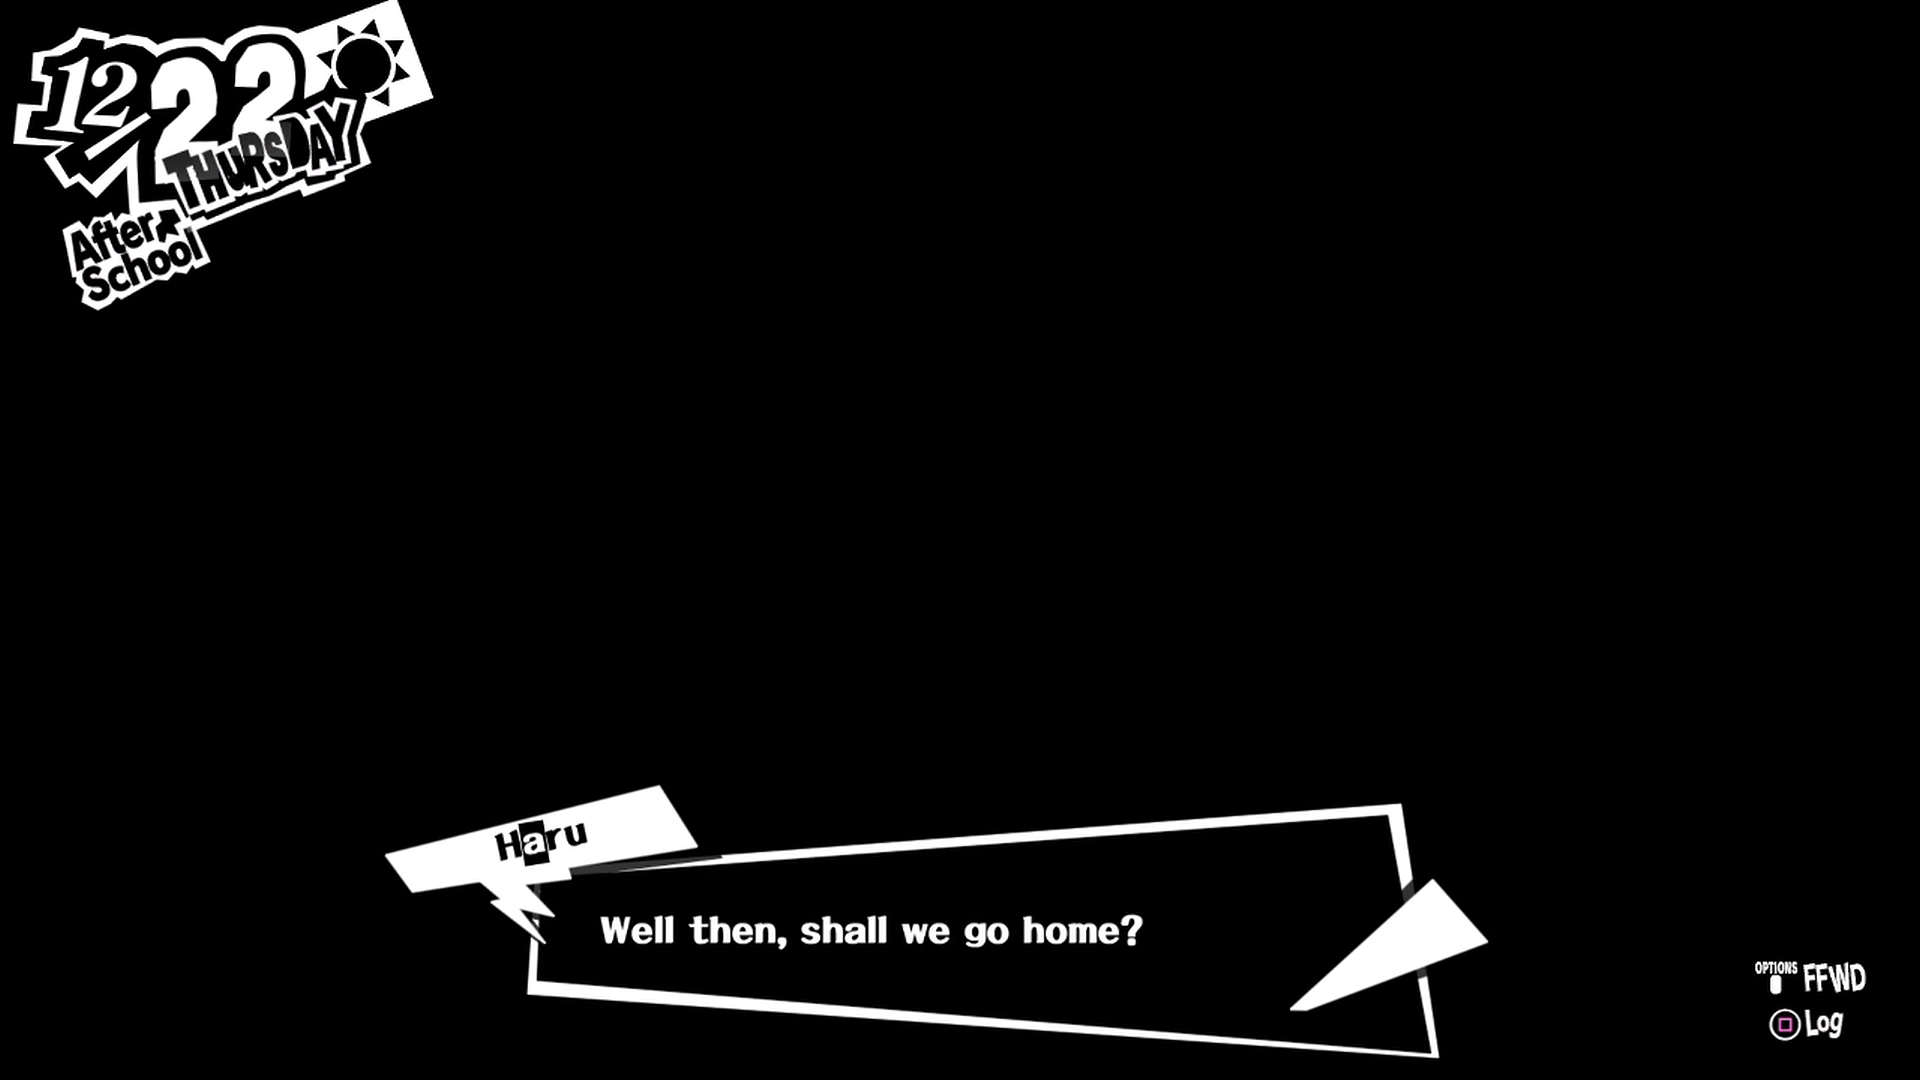 12/22
THURSDAY
After
School
Haru
Well then, shall we go home?
OPTIONS FFWD
Log